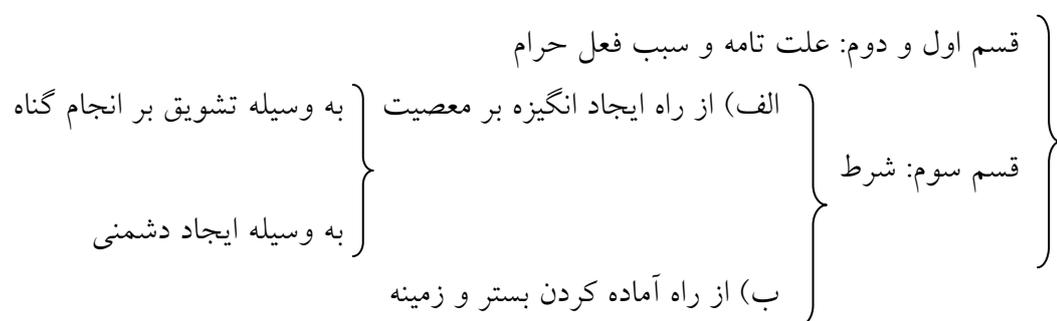 قسم اول و دوم: علت تامه و سبب فعل حرام
الف) از راه ایجاد انگیزه بر معصیت
به وسیله تشویق بر انجام گناه
قسم سوم: شرط
به وسیله ایجاد دشمنی
ب) از راه آماده کردن بستر و زمینه